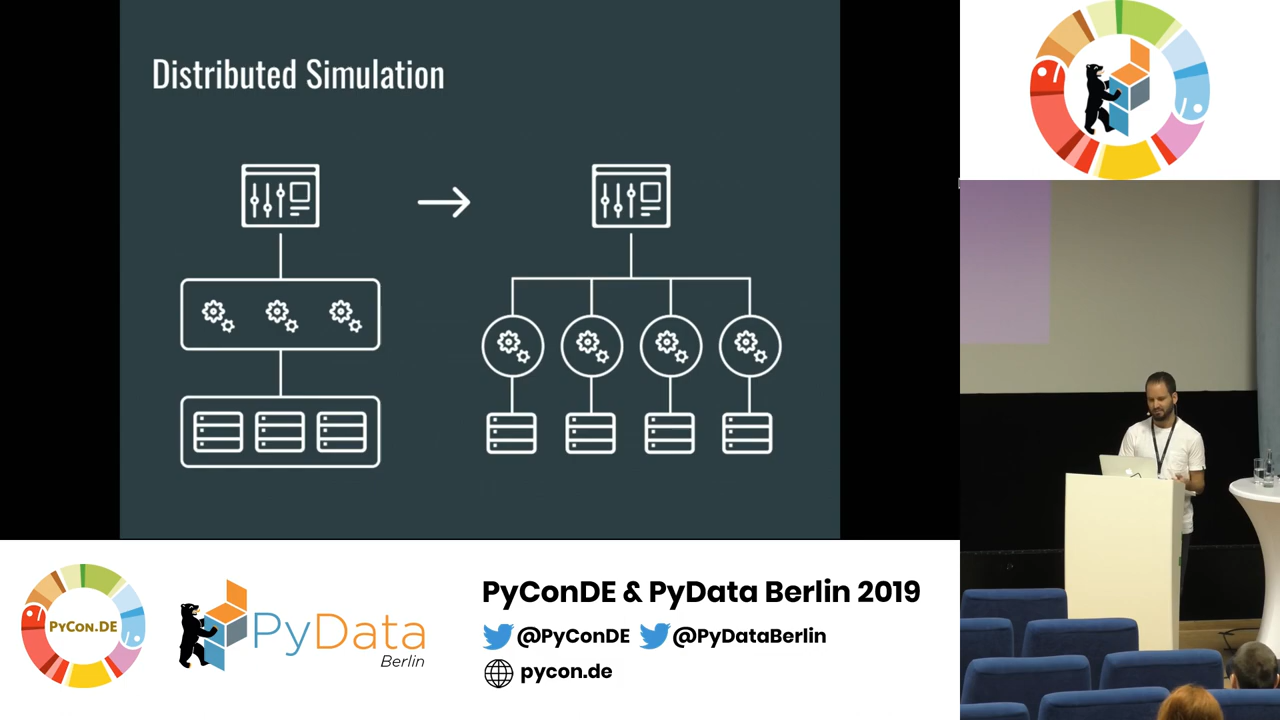 Distributed Simulation
PyCon.DE
PyData
Berlin
PyConDE & PyData Berlin 2019
@PyConDE @PyDataBerlin
pycon.de